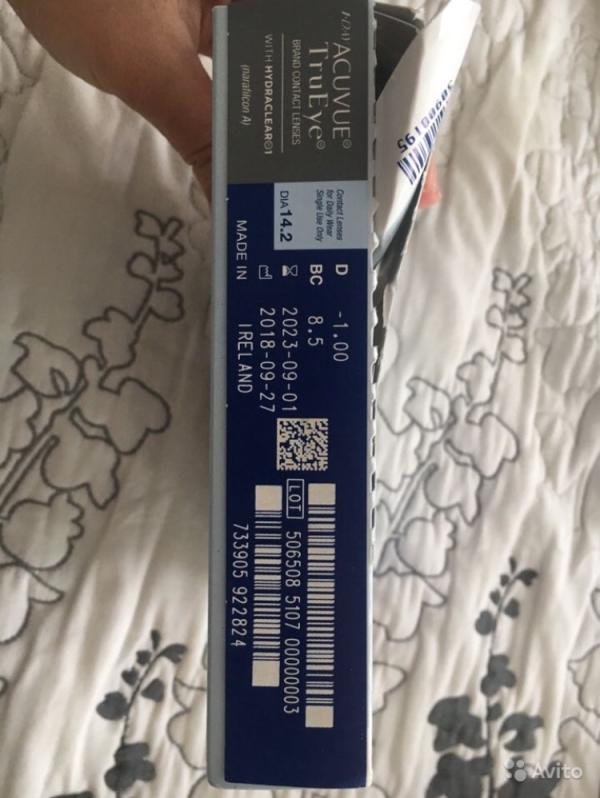 1·DAY ACUVUE®
TruEye®
BRAND CONTACT LENSES
WITH HYDRACLEAR®1
(narafilcon A)
Contact Lenses
for Daily Wear
Single Use Only
DIA 14.2
MADE IN
D -1.00
BC 8.5
2023-09-01
2018-09-27
IRELAND
LOT 506508 5107 00000003
733905 922824
Avito